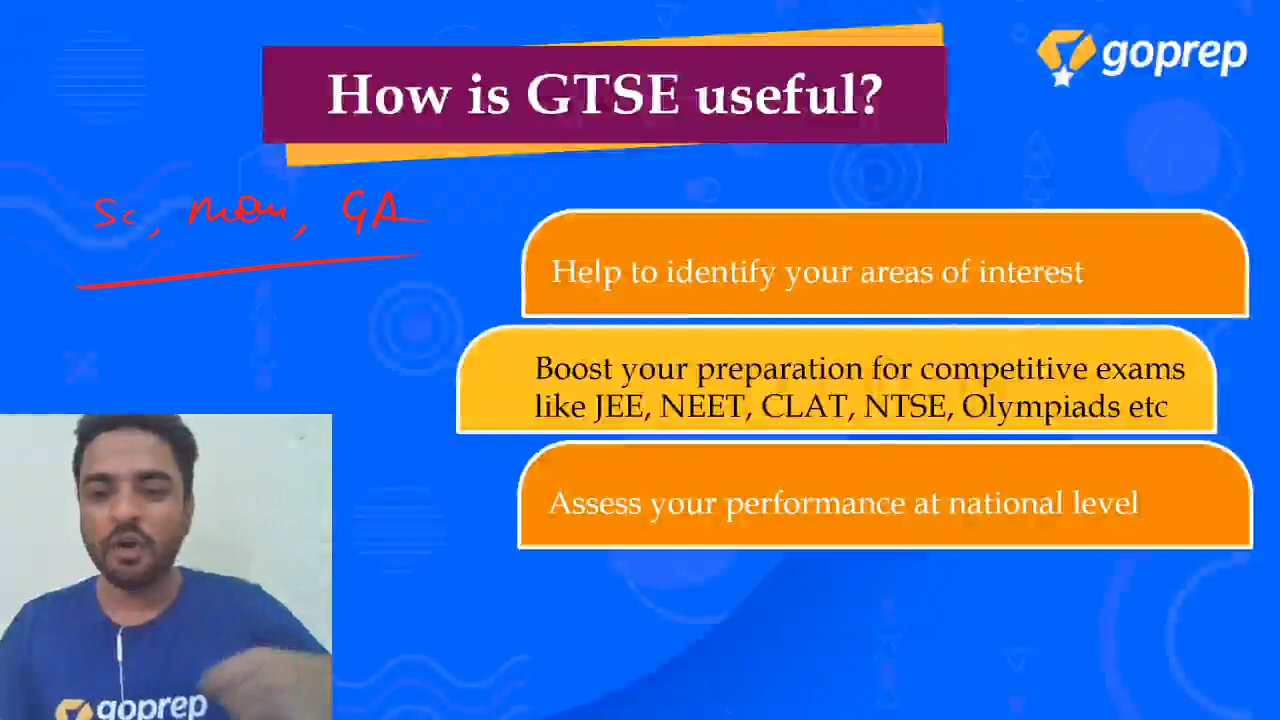 How is GTSE useful?
goprep
Sc, , GA
Help to identify your areas of interest
Boost your preparation for competitive exams
like JEE, NEET, CLAT, NTSE, Olympiads etc
Assess your performance at national level
goprep